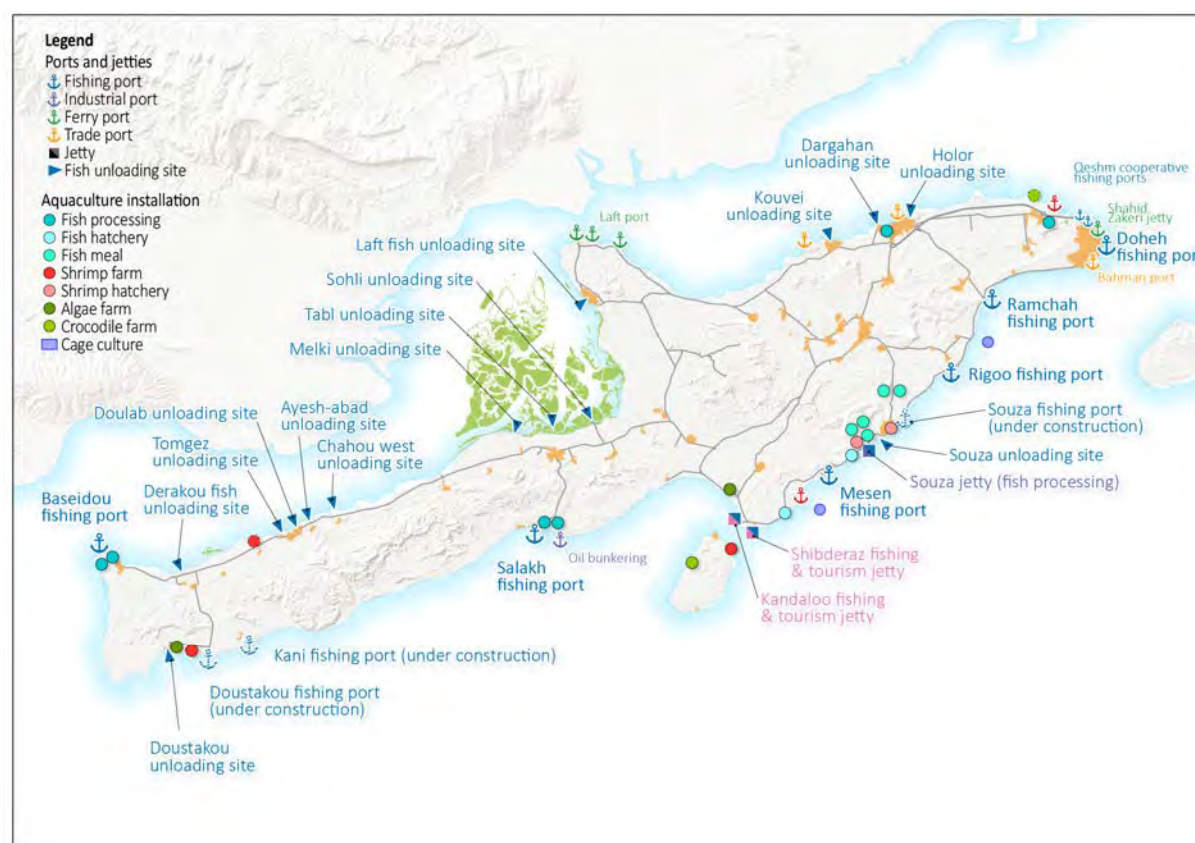 Legend
Ports and jetties
Fishing port
Industrial port
Ferry port
Trade port
Jetty
Fish unloading site
Aquaculture installation
Fish processing
Fish hatchery
Fish meal
Shrimp farm
Shrimp hatchery
Algae farm
Crocodile farm
Cage culture
Dargahan
unloading site
Holor
unloading site
Qeshm cooperative
fishing ports
Kouvei
unloading site
Laft port
Shahid
Zakeri jetty
Doheh
fishing port
Bahman port
Laft fish unloading site
Sohli unloading site
Tabl unloading site
Melki unloading site
Ramchah
fishing port
Rigoo fishing port
Souza fishing port
(under construction)
Souza unloading site
Souza jetty (fish processing)
Mesen
fishing port
Doulab unloading site
Ayesh-abad
unloading site
Tomgez
unloading site
Chahou west
unloading site
Baseidou
fishing port
Derakou fish
unloading site
Salakh
fishing port
Oil bunkering
Shibderaz fishing
& tourism jetty
Kandaloo fishing
& tourism jetty
Kani fishing port (under construction)
Doustakou fishing port
(under construction)
Doustakou
unloading site